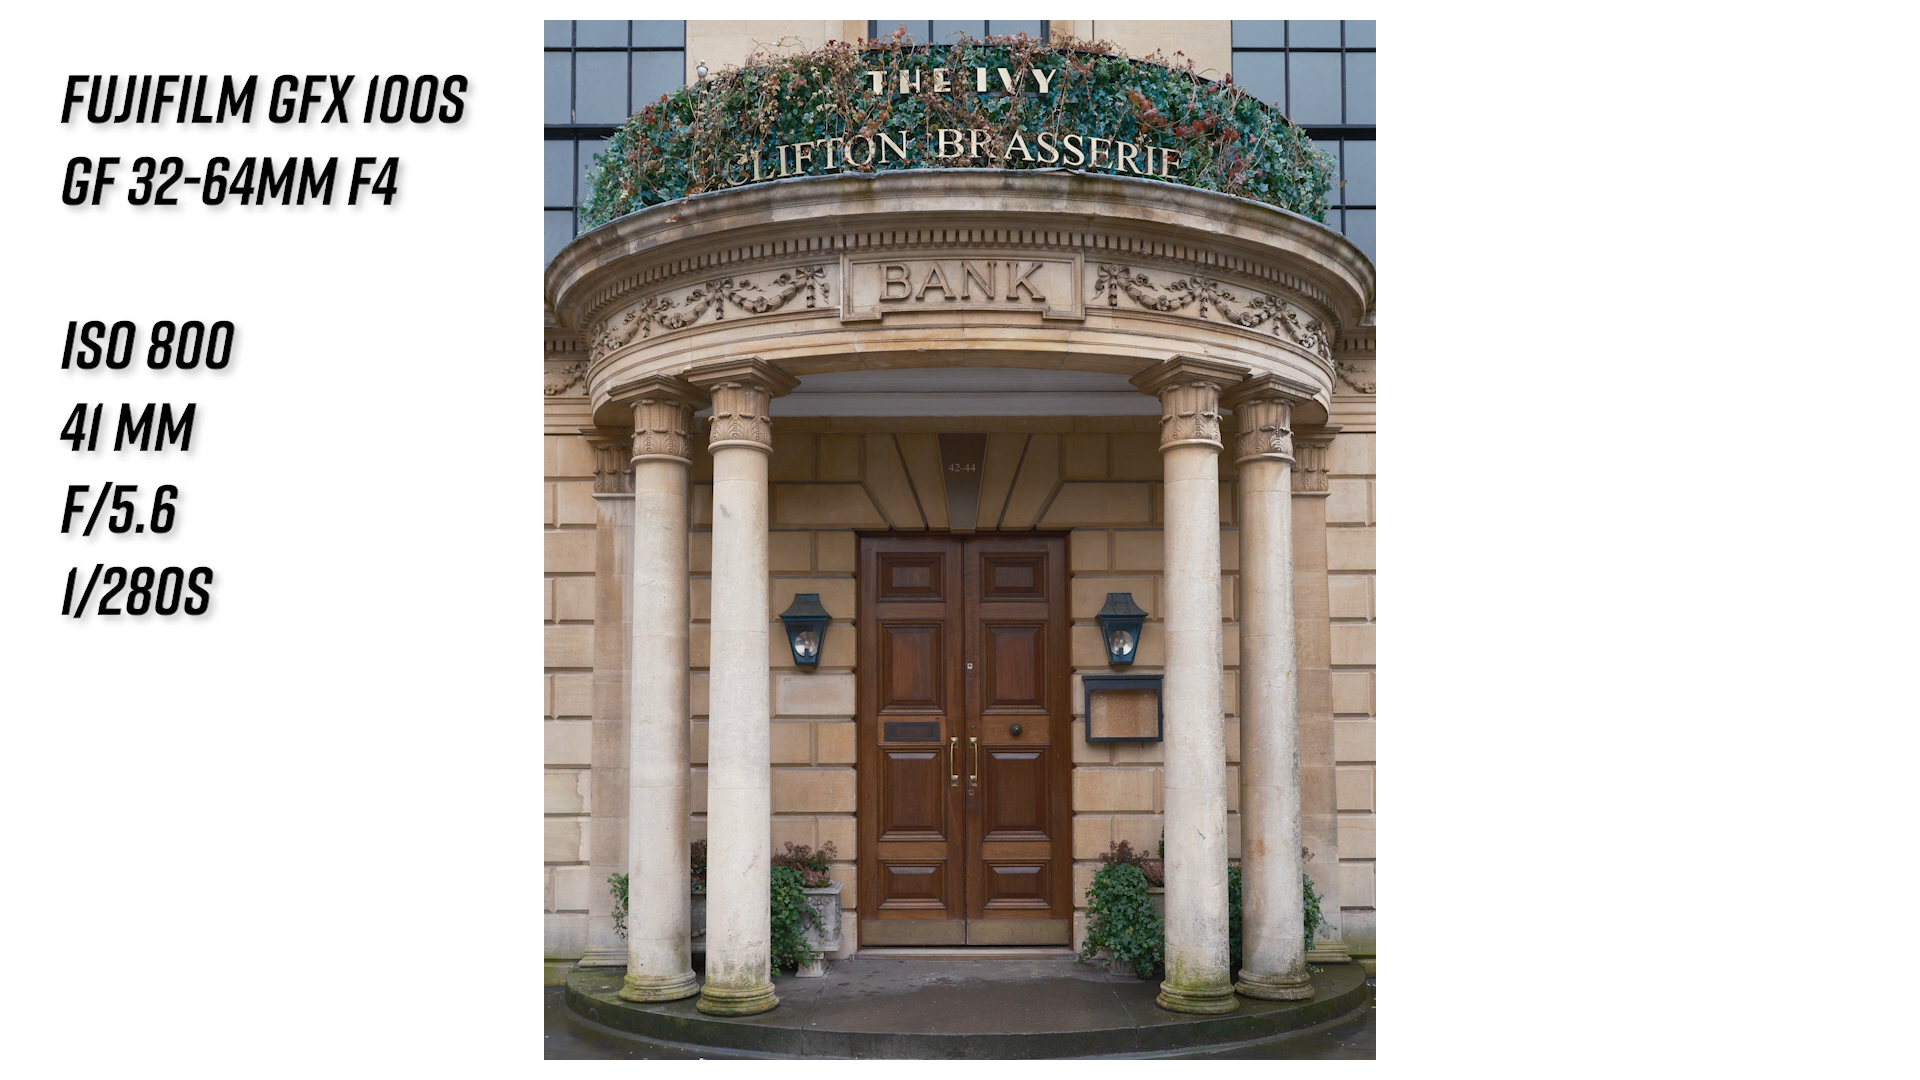 FUJIFILM GFX 100S
GF 32-64MM F4
ISO 800
41 MM
F/5.6
1/280S
THE IVY
CLIFTON BRASSERIE
BANK
42-44